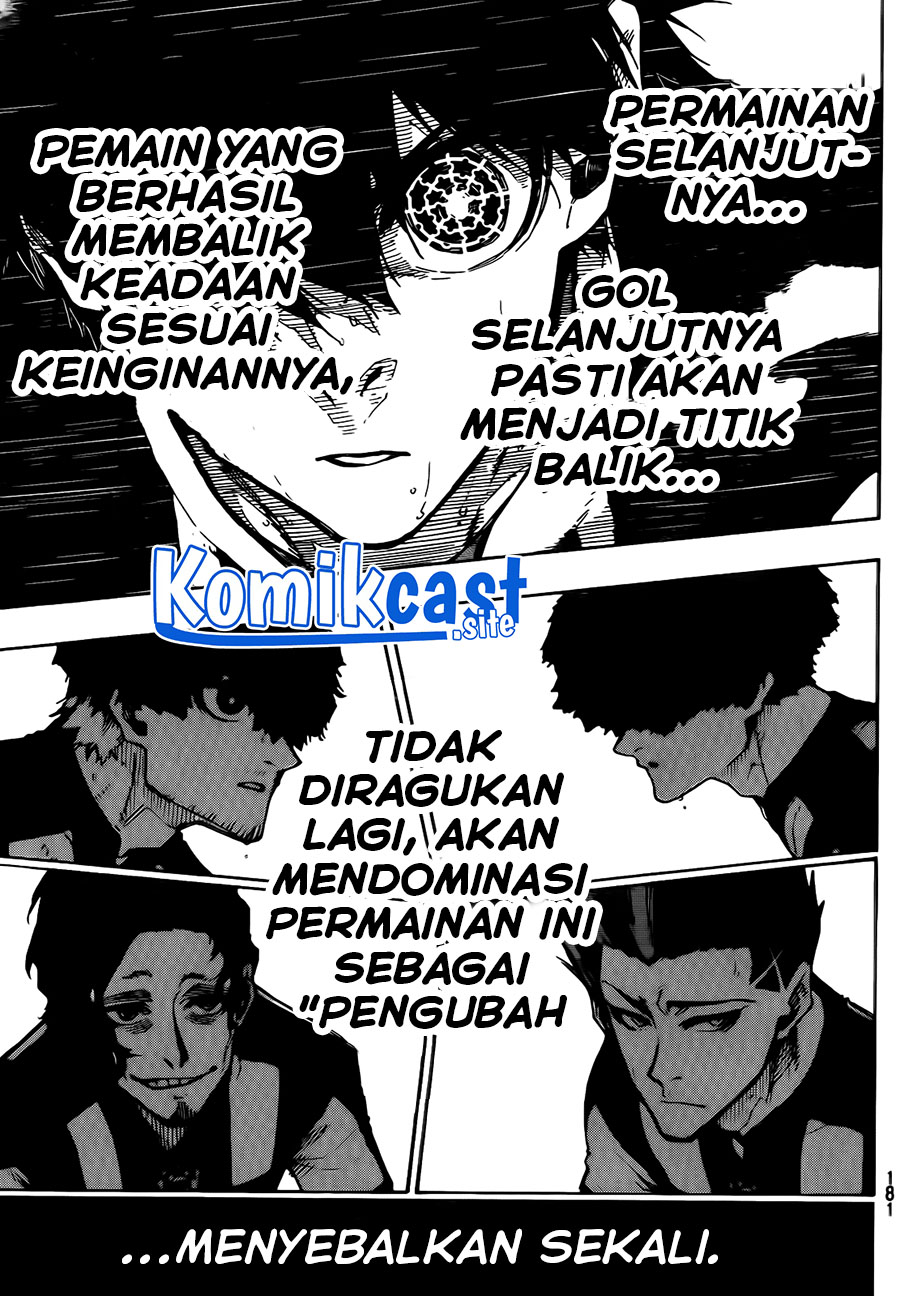 PERMAINAN
SELANJUT-
NYA...
GOL
SELANJUTNYA
PASTI AKAN
MENJADI TITIK
BALIK...
PEMAIN YANG
BERHASIL
MEMBALIK
KEADAAN
SESUAI
KEINGINANNYA,
Komikcast
.site
TIDAK
DIRAGUKAN
LAGI, AKAN
MENDOMINASI
PERMAINAN INI
SEBAGAI
"PENGUBAH
...MENYEBALKAN SEKALI.
181